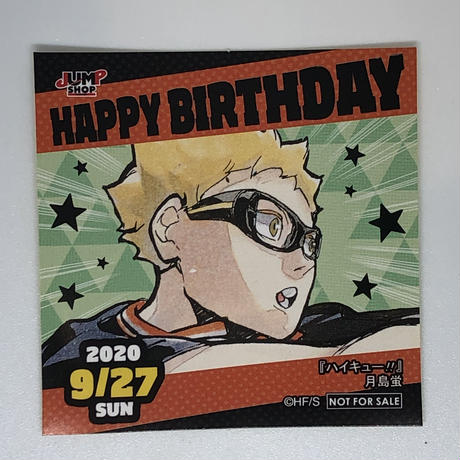 JUMP
SHOP
HAPPY BIRTHDAY
2020
9/27
SUN
『ハイキュー!!』
月島蛍
©HF/S NOT FOR SALE